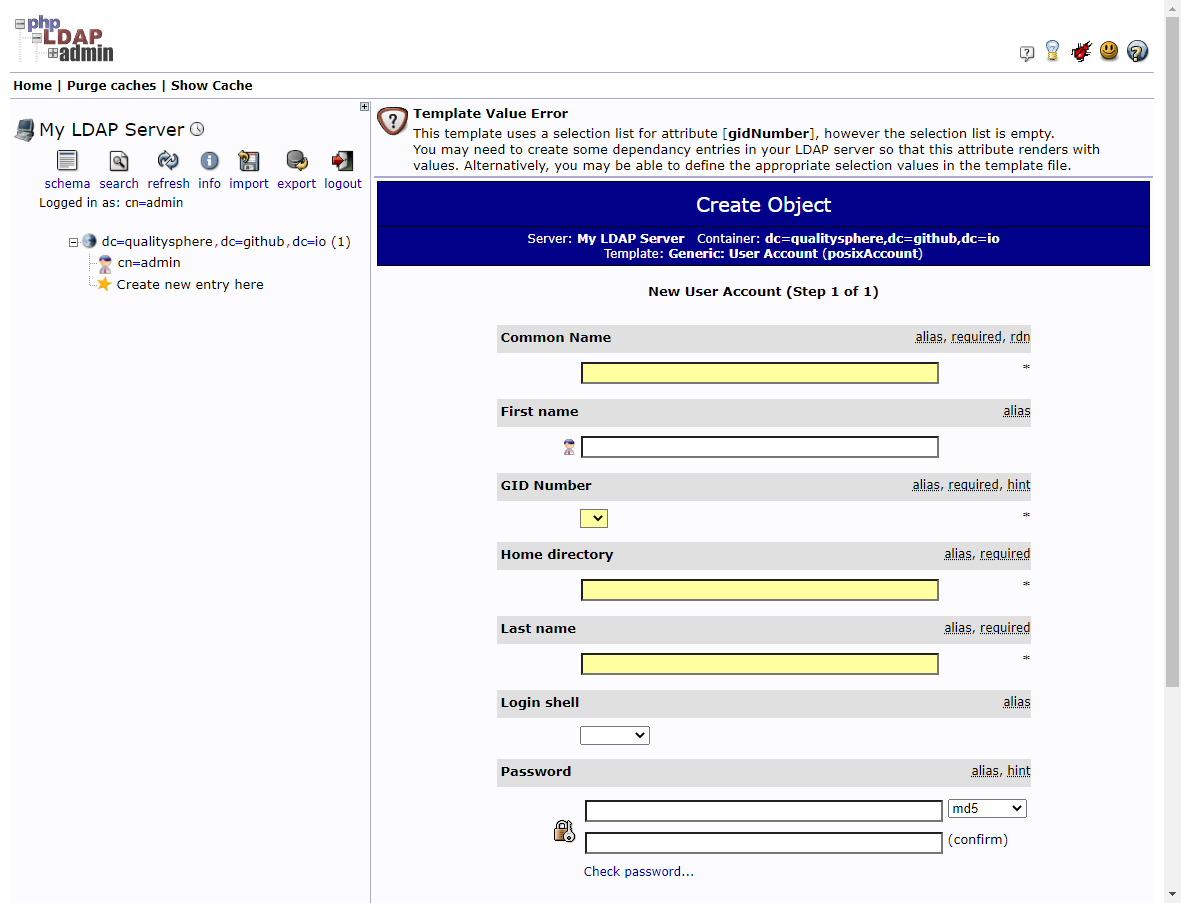 php
LDAP
admin
Home | Purge caches | Show Cache
My LDAP Server
schema search refresh info import export logout
Logged in as: cn=admin
dc=qualitysphere,dc=github,dc=io (1)
cn=admin
Create new entry here
Template Value Error
This template uses a selection list for attribute [gidNumber], however the selection list is empty.
You may need to create some dependancy entries in your LDAP server so that this attribute renders with
values. Alternatively, you may be able to define the appropriate selection values in the template file.
Create Object
Server: My LDAP Server Container: dc=qualitysphere,dc=github,dc=io
Template: Generic: User Account (posixAccount)
New User Account (Step 1 of 1)
Common Name alias, required, rdn
*
First name alias
GID Number alias, required, hint
*
Home directory alias, required
*
Last name alias, required
*
Login shell alias
Password alias, hint
md5
(confirm)
Check password...